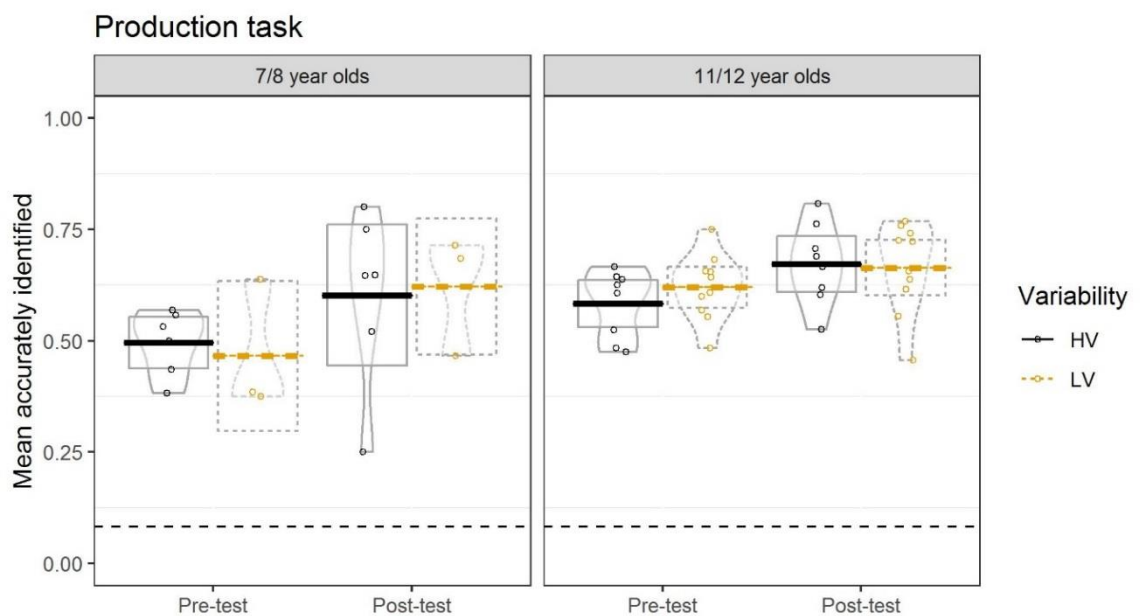 Production task
7/8 year olds
11/12 year olds
Mean accurately identified
1.00
0.75
0.50
0.25
0.00
Pre-test
Post-test
Pre-test
Post-test
Variability
HV
LV